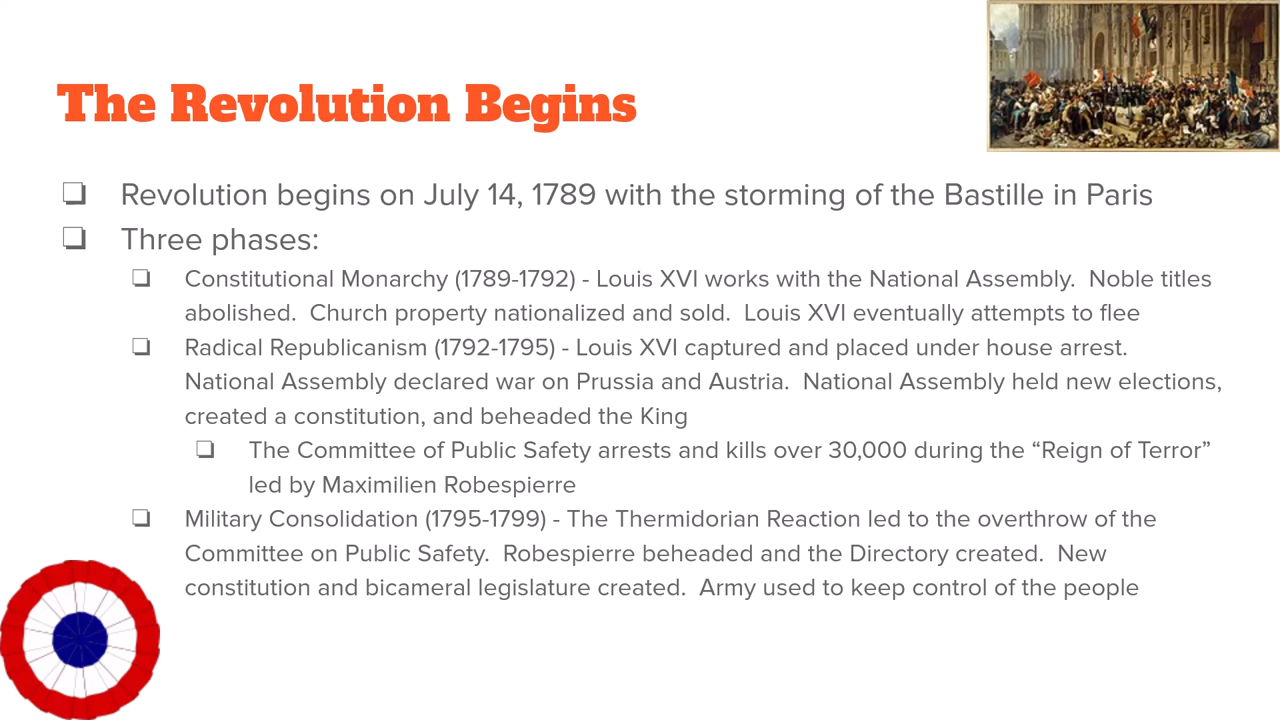 The Revolution Begins
❏ Revolution begins on July 14, 1789 with the storming of the Bastille in Paris
❏ Three phases:
❏ Constitutional Monarchy (1789-1792) - Louis XVI works with the National Assembly.  Noble titles
abolished.  Church property nationalized and sold.  Louis XVI eventually attempts to flee
❏ Radical Republicanism (1792-1795) - Louis XVI captured and placed under house arrest.
National Assembly declared war on Prussia and Austria.  National Assembly held new elections,
created a constitution, and beheaded the King
❏ The Committee of Public Safety arrests and kills over 30,000 during the “Reign of Terror”
led by Maximilien Robespierre
❏ Military Consolidation (1795-1799) - The Thermidorian Reaction led to the overthrow of the
Committee on Public Safety.  Robespierre beheaded and the Directory created.  New
constitution and bicameral legislature created.  Army used to keep control of the people